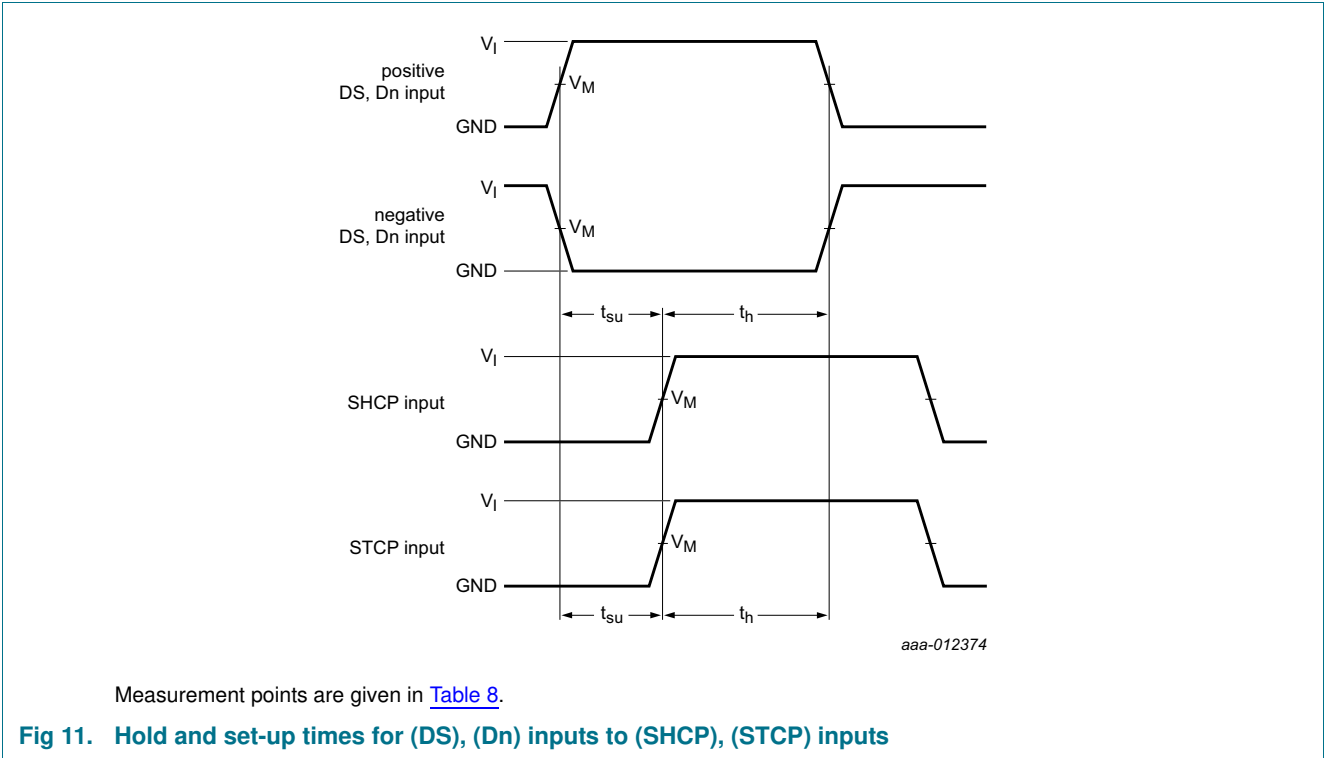 VI
positive
DS, Dn input
VM
GND
VI
negative
DS, Dn input
VM
GND
tsu th
VI
SHCP input
VM
GND
VI
STCP input
VM
GND
tsu th
aaa-012374
Measurement points are given in Table 8.
Fig 11. Hold and set-up times for (DS), (Dn) inputs to (SHCP), (STCP) inputs